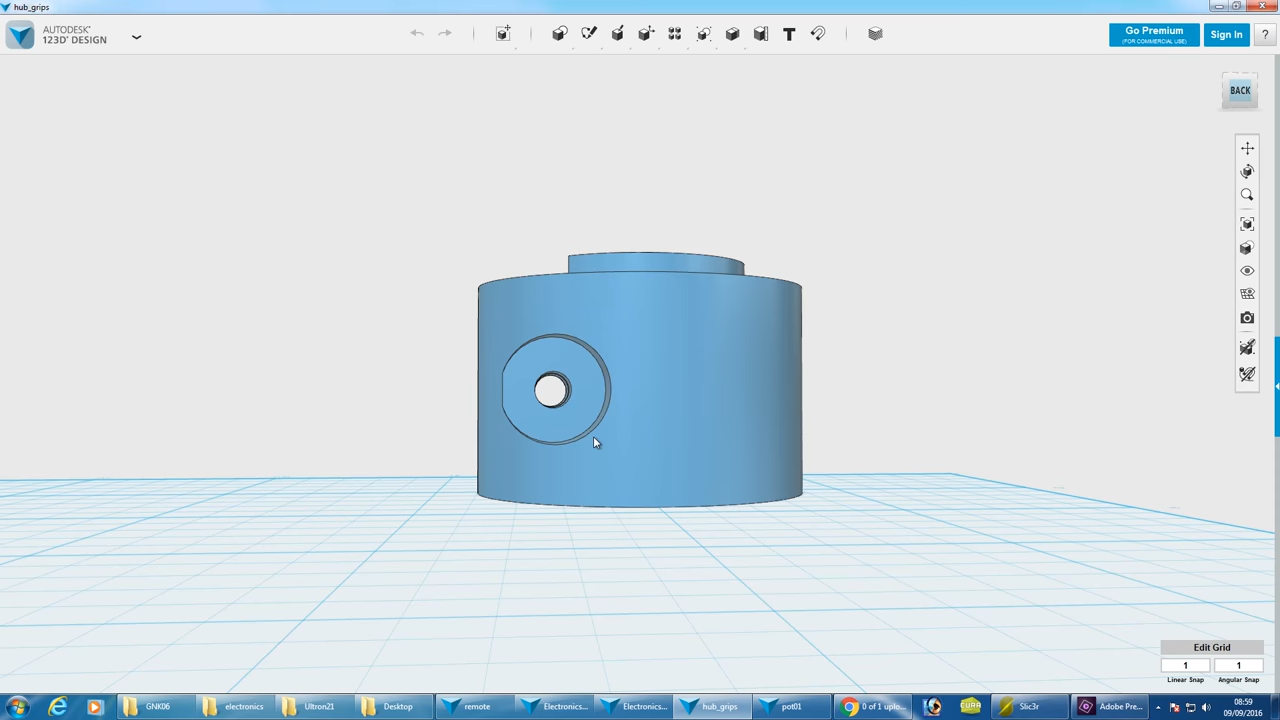 hub_grips
AUTODESK®
123D® DESIGN
Go Premium
(FOR COMMERCIAL USE)
Sign In
?
BACK
Edit Grid
1
1
Linear Snap
Angular Snap
GNK06
electronics
Ultron21
Desktop
remote
Electronics...
Electronics...
hub_grips
pot01
0 of 1 uplo...
CURA
Slic3r
Adobe Pre...
08:59
09/09/2016